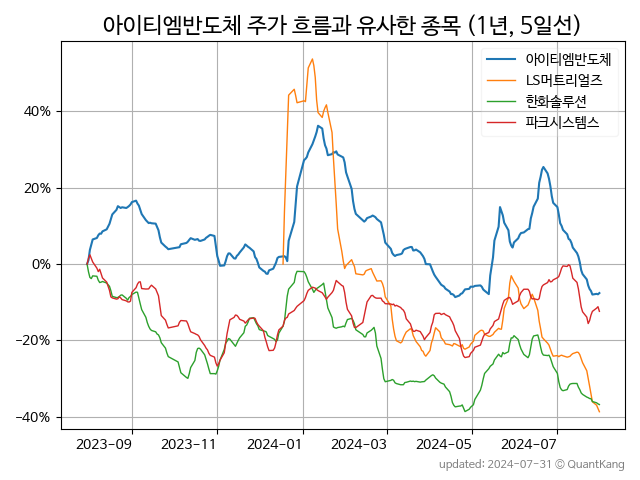 아이티엠반도체 주가 흐름과 유사한 종목 (1년, 5일선)
아이티엠반도체
LS머트리얼즈
한화솔루션
파크시스템스
40%
20%
0%
−20%
−40%
2023−09
2023−11
2024−01
2024−03
2024−05
2024−07
updated: 2024-07-31 © QuantKang